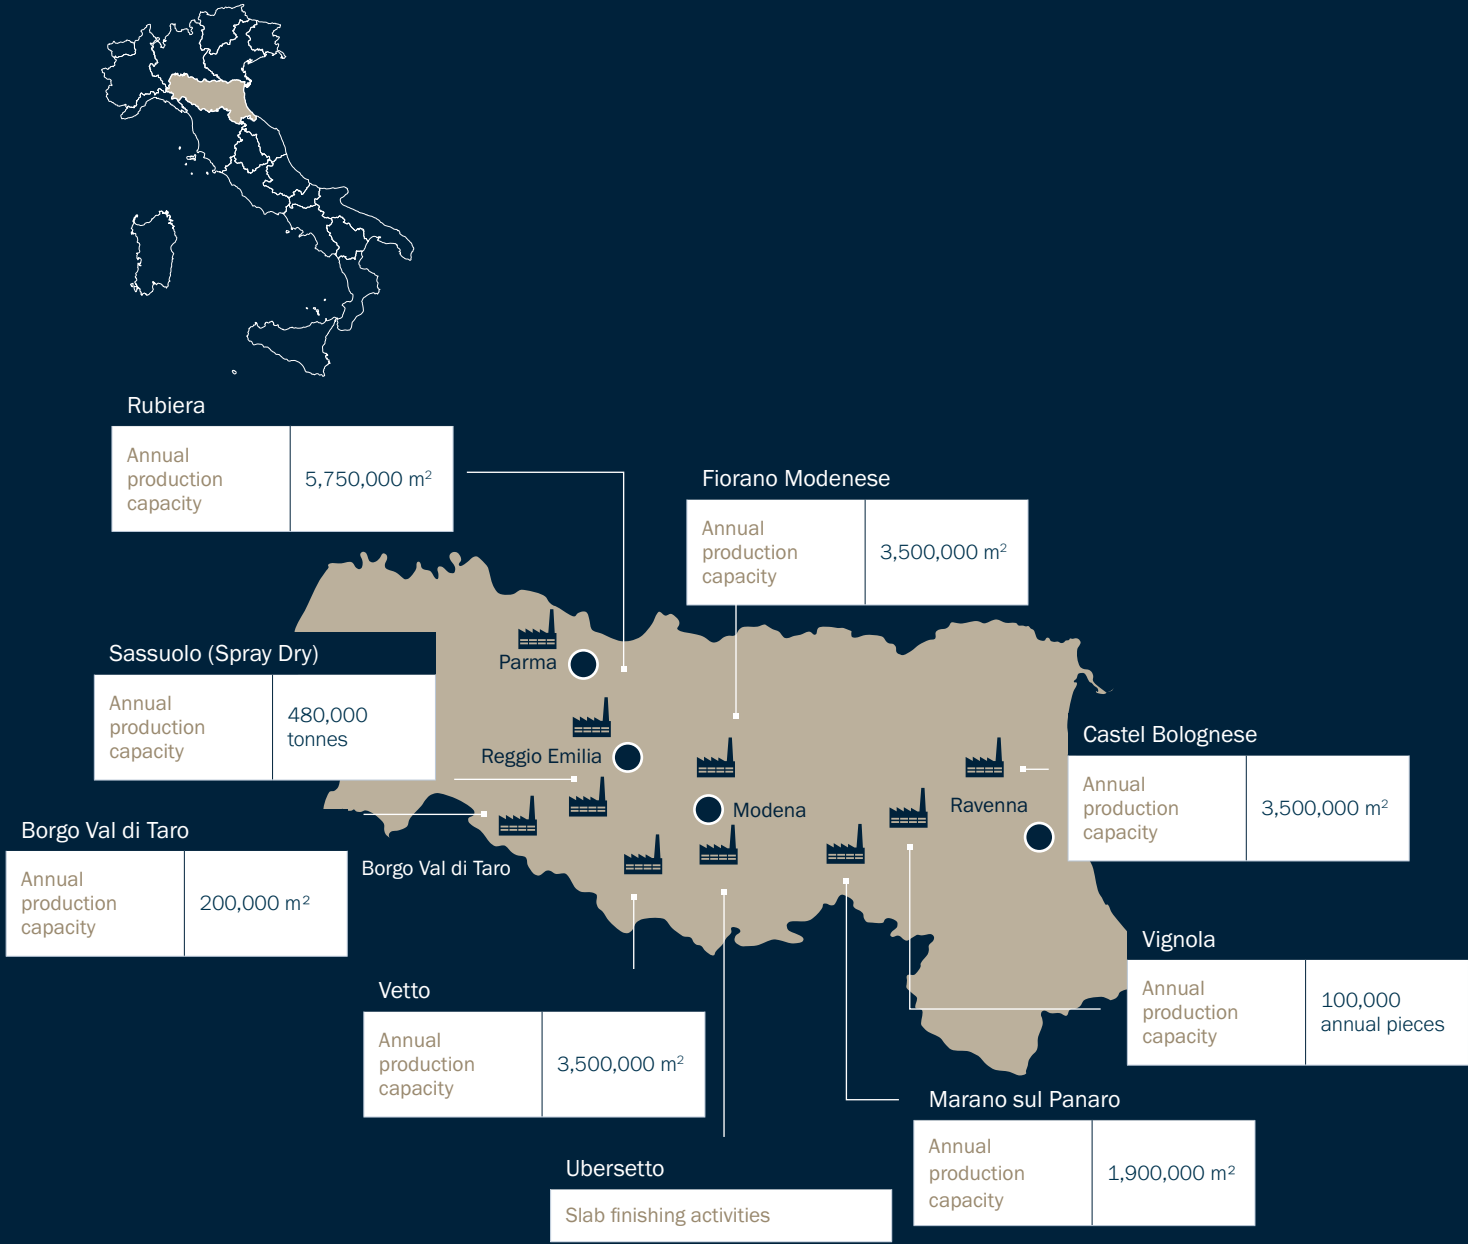 Rubiera
Annual
production
capacity
5,750,000 m²
Fiorano Modenese
Annual
production
capacity
3,500,000 m²
Parma
Sassuolo (Spray Dry)
Annual
production
capacity
480,000
tonnes
Reggio Emilia
Modena
Ravenna
Castel Bolognese
Annual
production
capacity
3,500,000 m²
Borgo Val di Taro
Annual
production
capacity
200,000 m²
Borgo Val di Taro
Vignola
Annual
production
capacity
100,000
annual pieces
Vetto
Annual
production
capacity
3,500,000 m²
Marano sul Panaro
Annual
production
capacity
1,900,000 m²
Ubersetto
Slab finishing activities